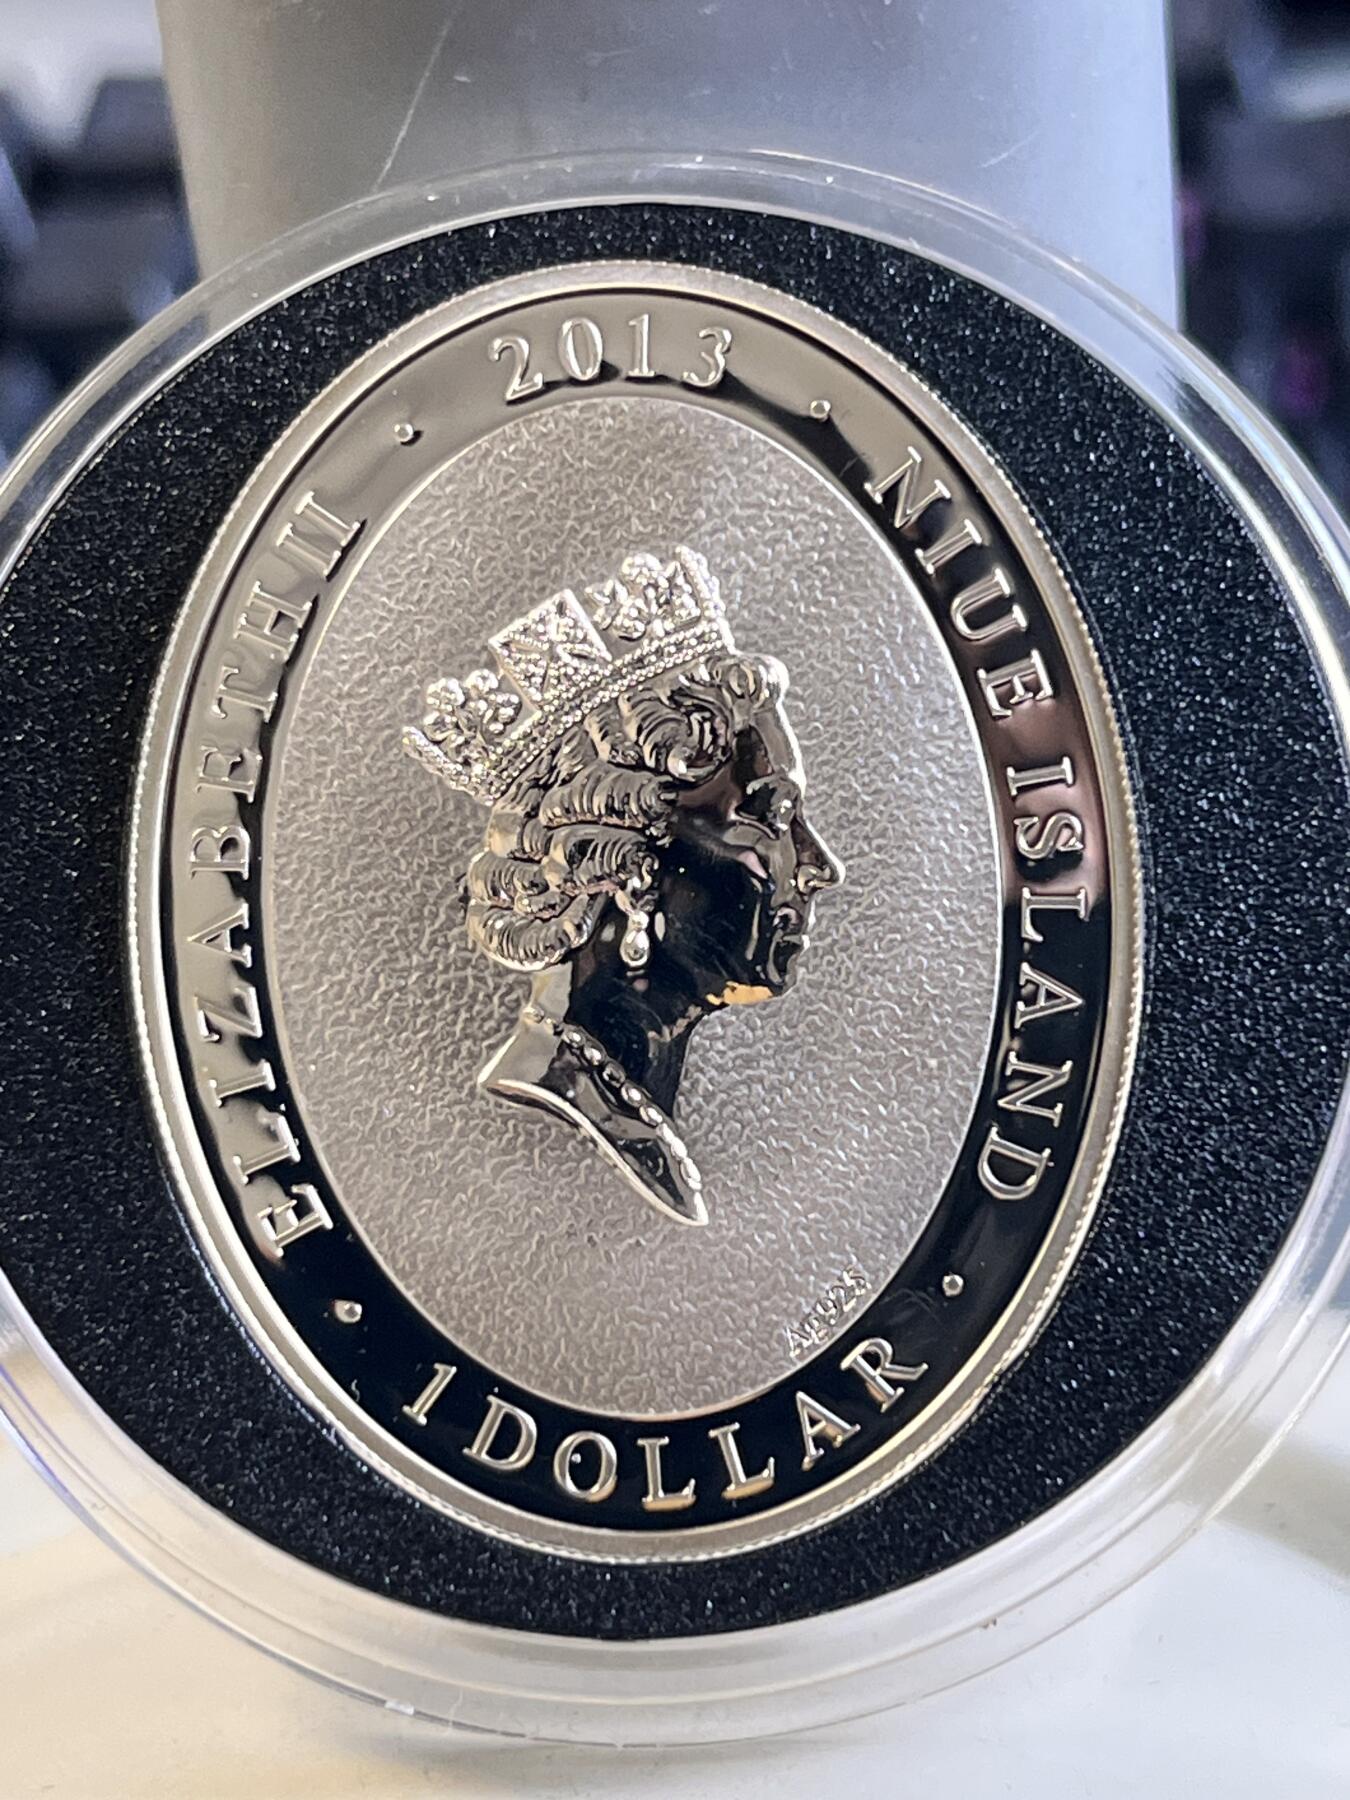 ELIZABETH II · 2013 · NIUE ISLAND · 1 DOLLAR ·
Ag925